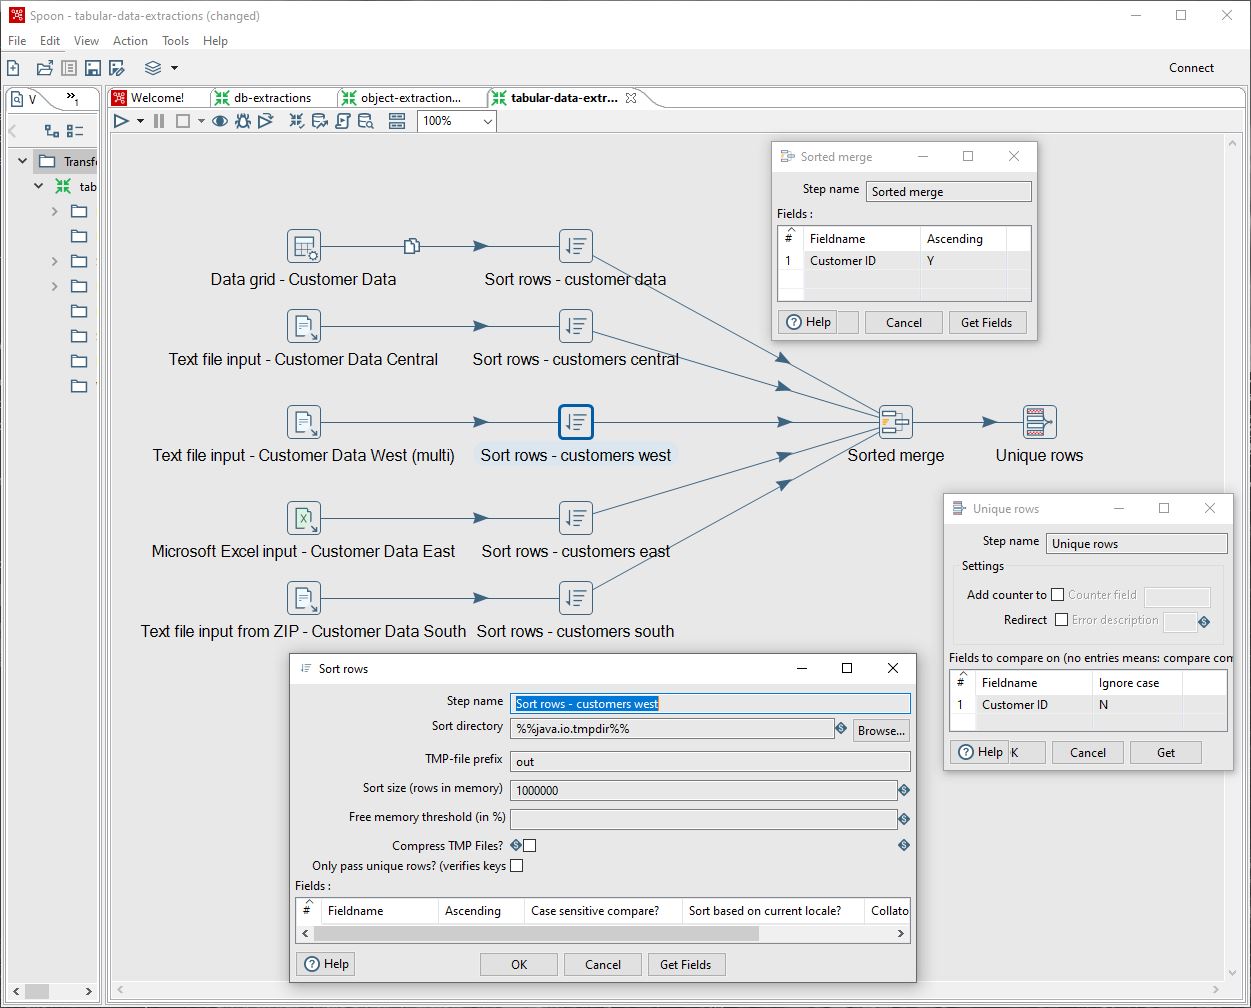 Spoon - tabular-data-extractions (changed)
File Edit View Action Tools Help
Connect
V »1 Welcome! db-extractions object-extraction... tabular-data-extr...
100%
Transf
tab
Sorted merge
Step name Sorted merge
Fields :
# Fieldname Ascending
1 Customer ID Y
Help Cancel Get Fields
Data grid - Customer Data Sort rows - customer data
Text file input - Customer Data Central Sort rows - customers central
Text file input - Customer Data West (multi) Sort rows - customers west Sorted merge Unique rows
Microsoft Excel input - Customer Data East Sort rows - customers east
Text file input from ZIP - Customer Data South Sort rows - customers south
Unique rows
Step name Unique rows
Settings
Add counter to Counter field
Redirect Error description
Fields to compare on (no entries means: compare com
# Fieldname Ignore case
1 Customer ID N
Help K Cancel Get
Sort rows
Step name Sort rows - customers west
Sort directory %%java.io.tmpdir%% Browse...
TMP-file prefix out
Sort size (rows in memory) 1000000
Free memory threshold (in %)
Compress TMP Files?
Only pass unique rows? (verifies keys
Fields :
# Fieldname Ascending Case sensitive compare? Sort based on current locale? Collato
Help OK Cancel Get Fields